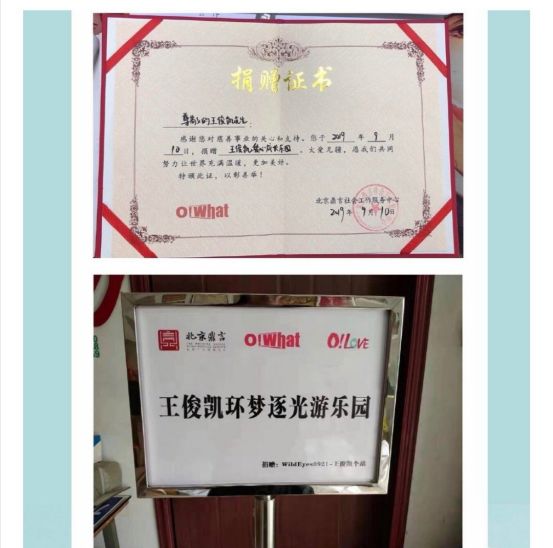 捐赠证书
尊敬的王俊凯先生:
感谢您对慈善事业的关心和支持。您于 2019 年 9 月
10日,捐赠 王俊凯 乐园 。大爱无疆,愿我们共同
努力让世界充满温暖,更加美好。
特颁此证,以彰善举!
O!What
北京鼎言社会工作服务中心
2019年 9月10日
北京鼎言
O!What
O!LOVE
王俊凯环梦逐光游乐园
捐赠:WildEyes0921-王俊凯个站